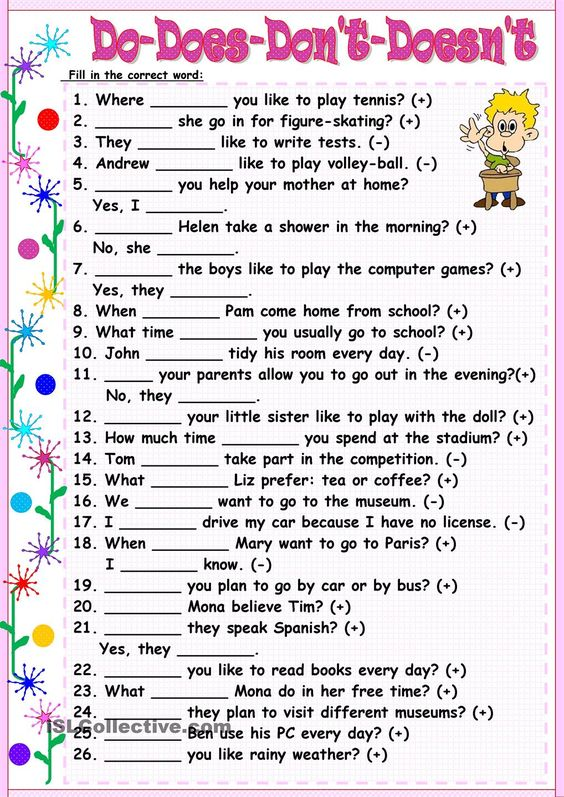 Do-Does-Don't-Doesn't
Fill in the correct word:
1. Where ________ you like to play tennis? (+)
2. ________ she go in for figure-skating? (+)
3. They ________ like to write tests. (-)
4. Andrew ________ like to play volley-ball. (-)
5. ________ you help your mother at home?
Yes, I ________.
6. ________ Helen take a shower in the morning? (+)
No, she ________.
7. ________ the boys like to play the computer games? (+)
Yes, they ________.
8. When ________ Pam come home from school? (+)
9. What time ________ you usually go to school? (+)
10. John ________ tidy his room every day. (-)
11. _____ your parents allow you to go out in the evening?(+)
No, they ________.
12. ________ your little sister like to play with the doll? (+)
13. How much time ________ you spend at the stadium? (+)
14. Tom ________ take part in the competition. (-)
15. What ________ Liz prefer: tea or coffee? (+)
16. We ________ want to go to the museum. (-)
17. I ________ drive my car because I have no license. (-)
18. When ________ Mary want to go to Paris? (+)
I ________ know. (-)
19. ________ you plan to go by car or by bus? (+)
20. ________ Mona believe Tim? (+)
21. ________ they speak Spanish? (+)
Yes, they ________.
22. ________ you like to read books every day? (+)
23. What ________ Mona do in her free time? (+)
24. ________ they plan to visit different museums? (+)
iSLCollective.com
25. ________ Ben use his PC every day? (+)
26. ________ you like rainy weather? (+)